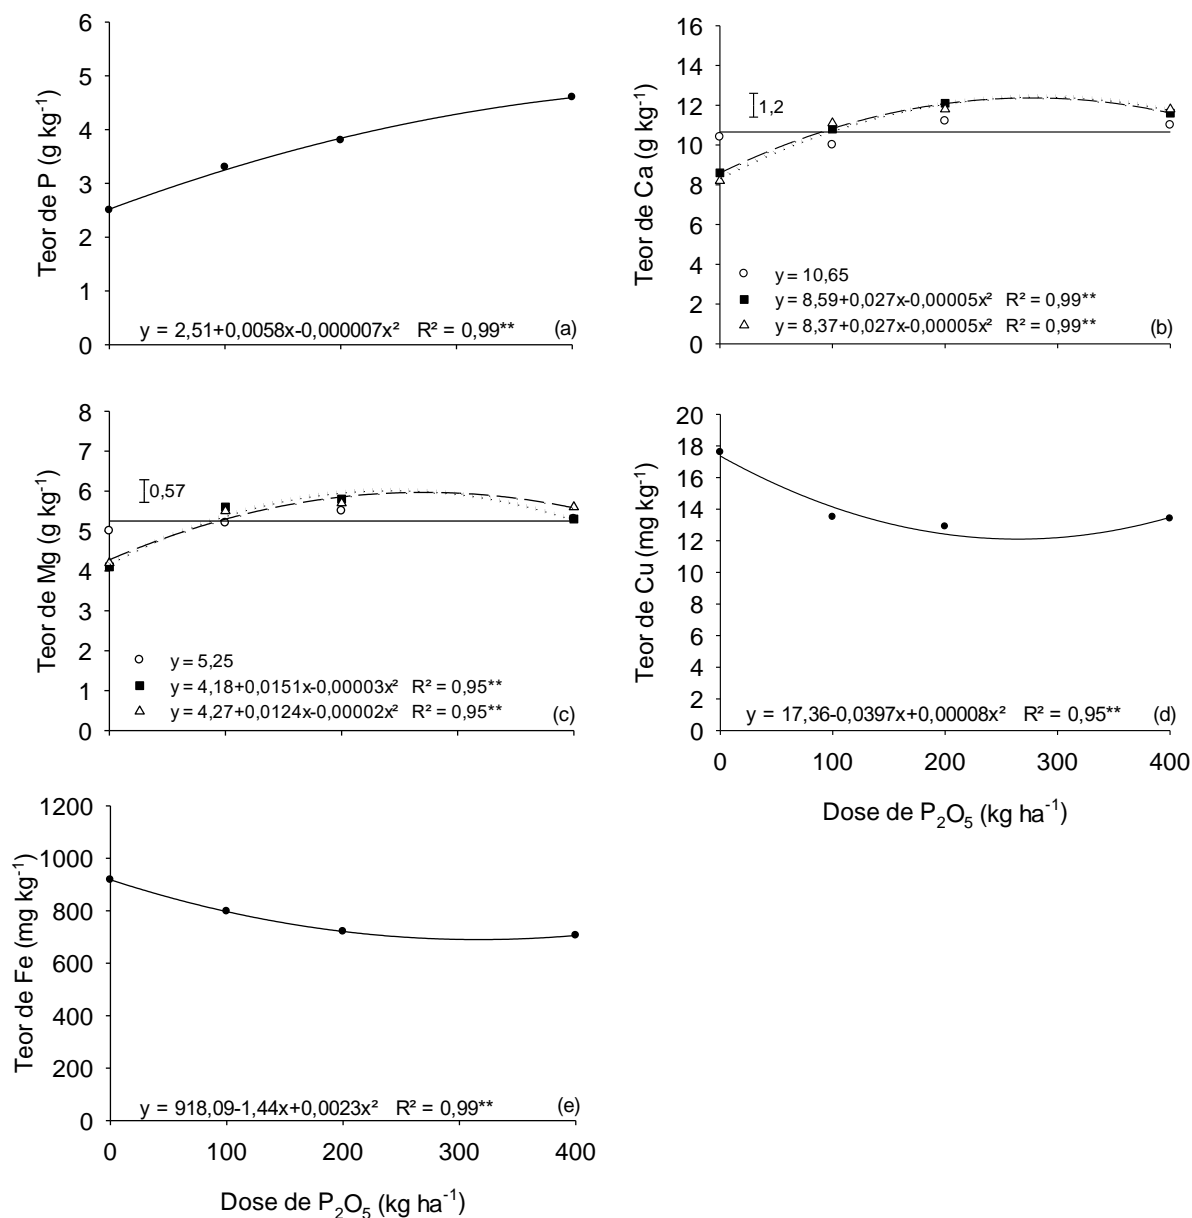 6
5
4
3
2
1
0
Teor de P (g kg⁻¹)
y = 2,51+0,0058x-0,000007x² R² = 0,99**
(a)
16
14
12
10
8
6
4
2
0
Teor de Ca (g kg⁻¹)
1,2
y = 10,65
y = 8,59+0,027x-0,00005x² R² = 0,99**
y = 8,37+0,027x-0,00005x² R² = 0,99**
(b)
8
7
6
5
4
3
2
1
0
Teor de Mg (g kg⁻¹)
0,57
y = 5,25
y = 4,18+0,0151x-0,00003x² R² = 0,95**
y = 4,27+0,0124x-0,00002x² R² = 0,95**
(c)
20
18
16
14
12
10
8
6
4
2
0
Teor de Cu (mg kg⁻¹)
y = 17,36-0,0397x+0,00008x² R² = 0,95**
(d)
0 100 200 300 400
Dose de P₂O₅ (kg ha⁻¹)
1200
1000
800
600
400
200
0
Teor de Fe (mg kg⁻¹)
y = 918,09-1,44x+0,0023x² R² = 0,99**
(e)
0 100 200 300 400
Dose de P₂O₅ (kg ha⁻¹)